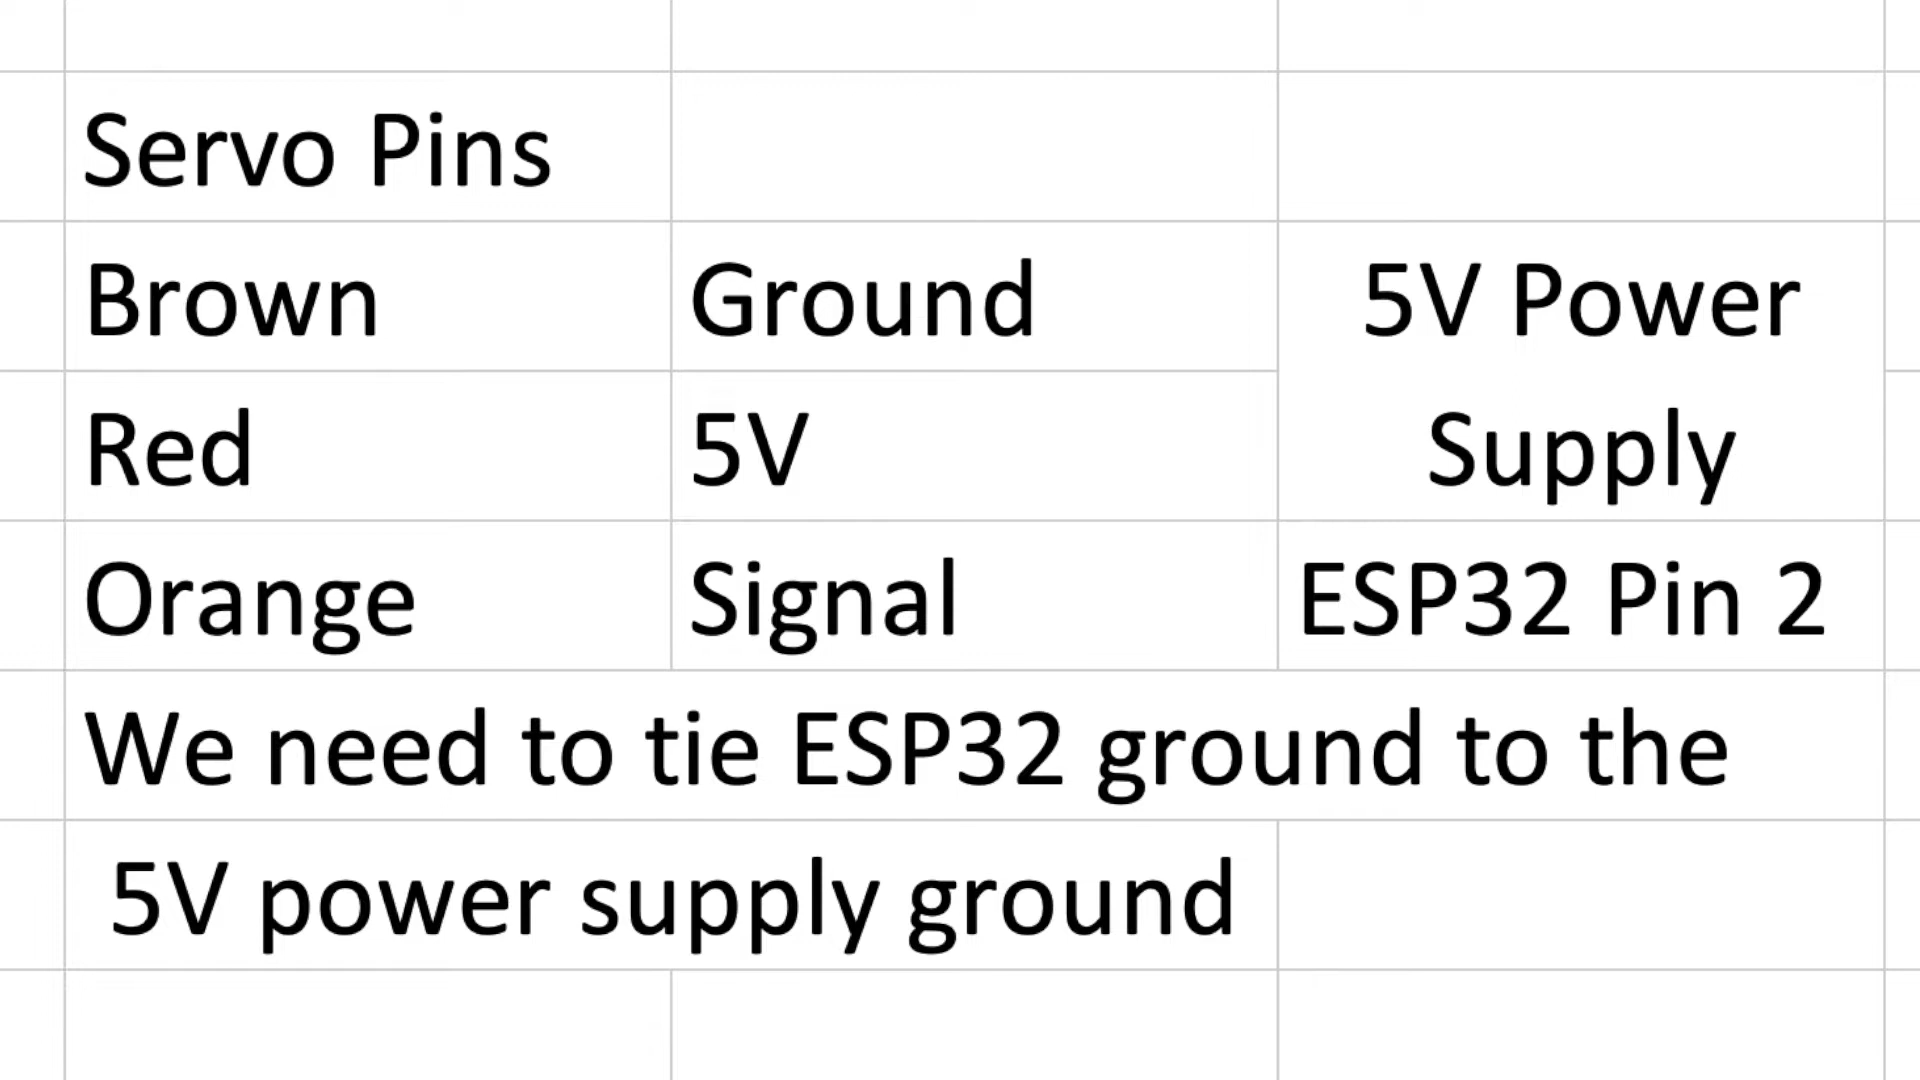 Servo Pins
Brown Ground 5V Power
Red 5V Supply
Orange Signal ESP32 Pin 2
We need to tie ESP32 ground to the
5V power supply ground